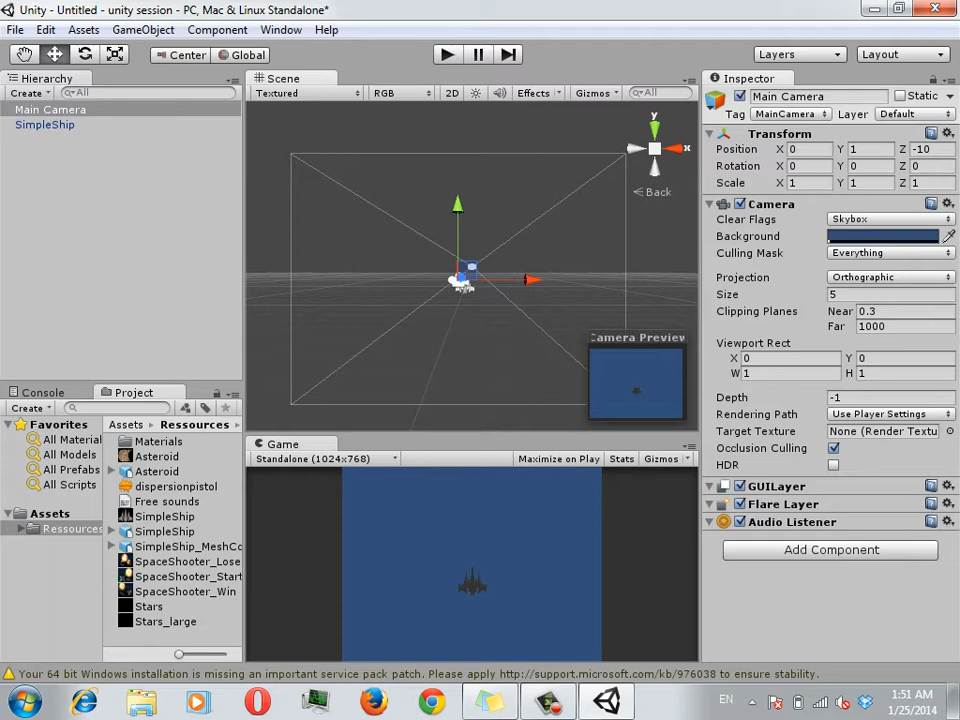 Unity - Untitled - unity session - PC, Mac & Linux Standalone*
File Edit Assets GameObject Component Window Help
Center Global Layers Layout
Hierarchy
Create All
Main Camera
SimpleShip
Scene
Textured RGB 2D Effects Gizmos All
y
x
Back
Camera Preview
Console Project
Create
Favorites
All Material
All Models
All Prefabs
All Scripts
Assets
Ressources
Assets Ressources
Materials
Asteroid
Asteroid
dispersionpistol
Free sounds
SimpleShip
SimpleShip
SimpleShip_MeshCo
SpaceShooter_Lose
SpaceShooter_Start
SpaceShooter_Win
Stars
Stars_large
Game
Standalone (1024x768) Maximize on Play Stats Gizmos
Inspector
Main Camera Static
Tag MainCamera Layer Default
Transform
Position X 0 Y 1 Z -10
Rotation X 0 Y 0 Z 0
Scale X 1 Y 1 Z 1
Camera
Clear Flags Skybox
Background
Culling Mask Everything
Projection Orthographic
Size 5
Clipping Planes Near 0.3
Far 1000
Viewport Rect
X 0 Y 0
W 1 H 1
Depth -1
Rendering Path Use Player Settings
Target Texture None (Render Textu
Occlusion Culling
HDR
GUILayer
Flare Layer
Audio Listener
Add Component
Your 64 bit Windows installation is missing an important service pack patch. Please apply http://support.microsoft.com/kb/976038 to ensure stability.
EN
1:51 AM
1/25/2014